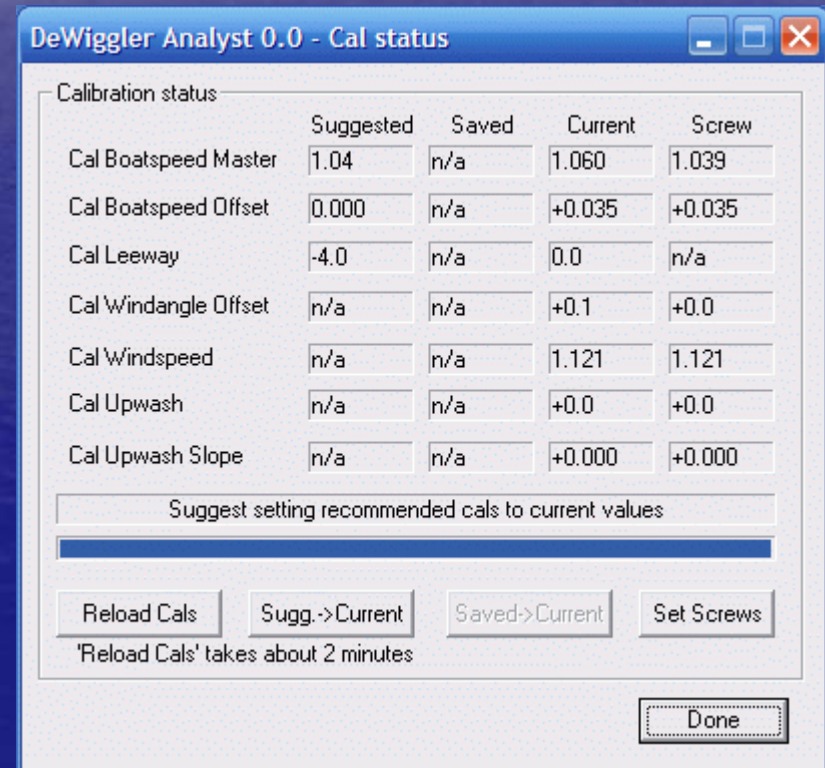 DeWiggler Analyst 0.0 - Cal status
Calibration status
Suggested Saved Current Screw
Cal Boatspeed Master 1.04 n/a 1.060 1.039
Cal Boatspeed Offset 0.000 n/a +0.035 +0.035
Cal Leeway -4.0 n/a 0.0 n/a
Cal Windangle Offset n/a n/a +0.1 +0.0
Cal Windspeed n/a n/a 1.121 1.121
Cal Upwash n/a n/a +0.0 +0.0
Cal Upwash Slope n/a n/a +0.000 +0.000
Suggest setting recommended cals to current values
Reload Cals Sugg.->Current Saved->Current Set Screws
'Reload Cals' takes about 2 minutes
Done